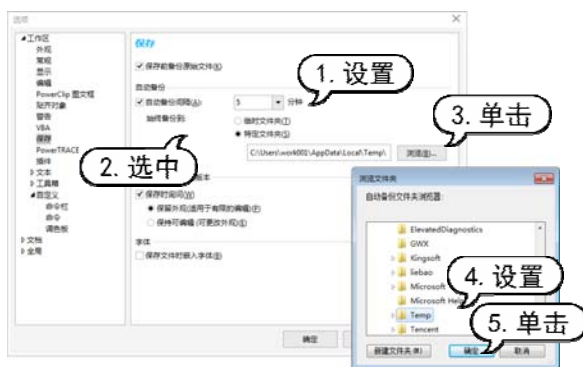 选项
工作区
外观
常规
显示
编辑
PowerClip 图文框
贴齐对象
警告
VBA
保存
PowerTRACE
插件
文本
工具箱
自定义
命令栏
命令
调色板
文档
全局
保存
保存前备份原始文件(K)
自动备份
自动备份间隔(A):
5
分钟
始终备份到:
临时文件夹(T)
特定文件夹(S)
C:\Users\work001\AppData\Local\Temp\
浏览(B)...
版本
保存时询问(W)
保留外观(适用于有限的编辑)(P)
保持可编辑 (可更改外观)(E)
字体
保存文件时嵌入字体(E)
确定
1. 设置
2. 选中
3. 单击
浏览文件夹
自动备份文件夹浏览器:
ElevatedDiagnostics
GWX
Kingsoft
liebao
Microsoft
Microsoft Help
Temp
Tencent
4. 设置
5. 单击
新建文件夹(M)
确定
取消